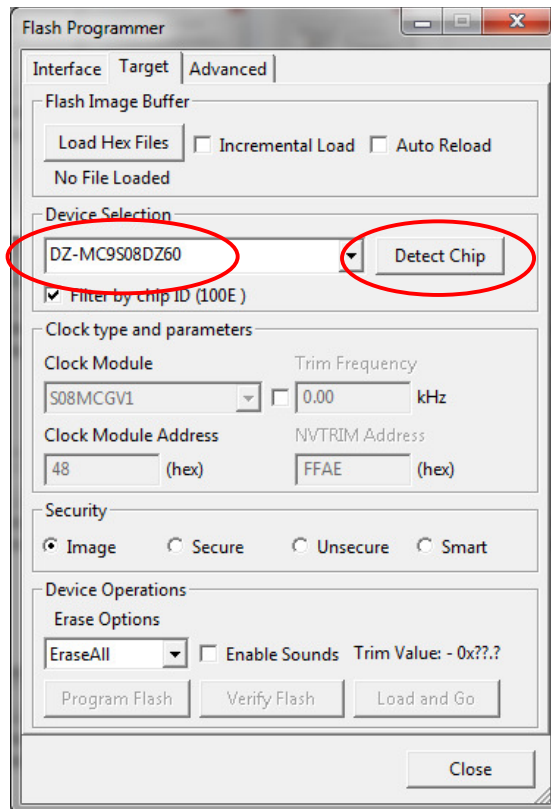 Flash Programmer
Interface Target Advanced
Flash Image Buffer
Load Hex Files Incremental Load Auto Reload
No File Loaded
Device Selection
DZ-MC9S08DZ60 Detect Chip
Filter by chip ID (100E )
Clock type and parameters
Clock Module Trim Frequency
S08MCGV1 0.00 kHz
Clock Module Address NVTRIM Address
48 (hex) FFAE (hex)
Security
Image Secure Unsecure Smart
Device Operations
Erase Options
EraseAll Enable Sounds Trim Value: - 0x??.?
Program Flash Verify Flash Load and Go
Close